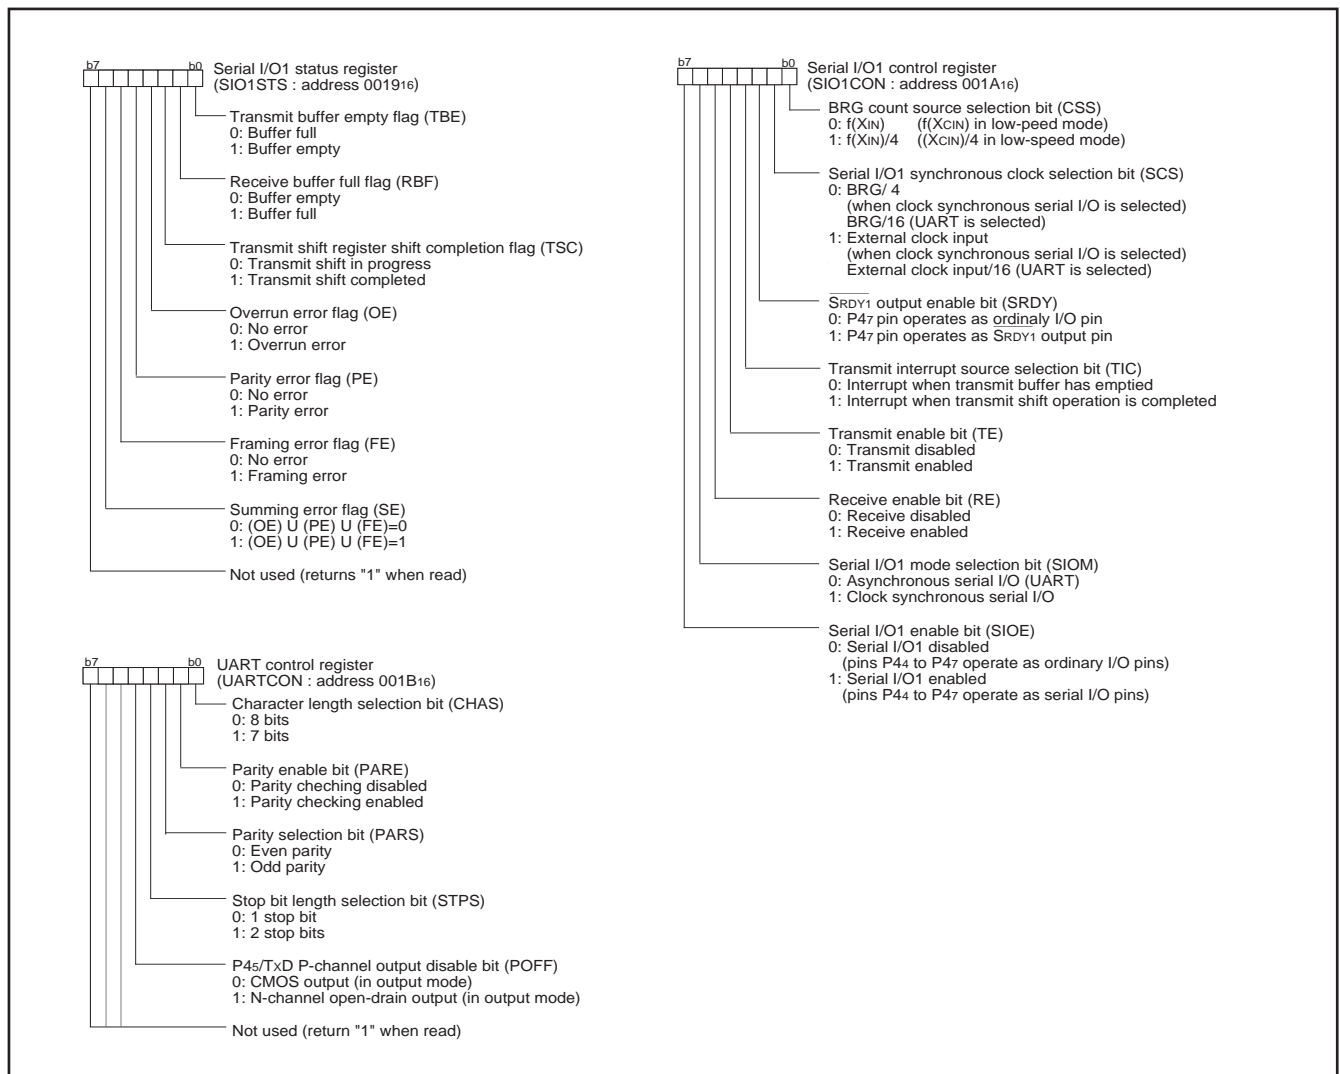 b7 b0 Serial I/O1 status register
(SIO1STS : address 001916)
Transmit buffer empty flag (TBE)
0: Buffer full
1: Buffer empty
Receive buffer full flag (RBF)
0: Buffer empty
1: Buffer full
Transmit shift register shift completion flag (TSC)
0: Transmit shift in progress
1: Transmit shift completed
Overrun error flag (OE)
0: No error
1: Overrun error
Parity error flag (PE)
0: No error
1: Parity error
Framing error flag (FE)
0: No error
1: Framing error
Summing error flag (SE)
0: (OE) U (PE) U (FE)=0
1: (OE) U (PE) U (FE)=1
Not used (returns "1" when read)
b7 b0 UART control register
(UARTCON : address 001B16)
Character length selection bit (CHAS)
0: 8 bits
1: 7 bits
Parity enable bit (PARE)
0: Parity cheching disabled
1: Parity checking enabled
Parity selection bit (PARS)
0: Even parity
1: Odd parity
Stop bit length selection bit (STPS)
0: 1 stop bit
1: 2 stop bits
P45/TXD P-channel output disable bit (POFF)
0: CMOS output (in output mode)
1: N-channel open-drain output (in output mode)
Not used (return "1" when read)
b7 b0 Serial I/O1 control register
(SIO1CON : address 001A16)
BRG count source selection bit (CSS)
0: f(XIN) (f(XCIN) in low-peed mode)
1: f(XIN)/4 ((XCIN)/4 in low-speed mode)
Serial I/O1 synchronous clock selection bit (SCS)
0: BRG/ 4
(when clock synchronous serial I/O is selected)
BRG/16 (UART is selected)
1: External clock input
(when clock synchronous serial I/O is selected)
External clock input/16 (UART is selected)
SRDY1 output enable bit (SRDY)
0: P47 pin operates as ordinaly I/O pin
1: P47 pin operates as SRDY1 output pin
Transmit interrupt source selection bit (TIC)
0: Interrupt when transmit buffer has emptied
1: Interrupt when transmit shift operation is completed
Transmit enable bit (TE)
0: Transmit disabled
1: Transmit enabled
Receive enable bit (RE)
0: Receive disabled
1: Receive enabled
Serial I/O1 mode selection bit (SIOM)
0: Asynchronous serial I/O (UART)
1: Clock synchronous serial I/O
Serial I/O1 enable bit (SIOE)
0: Serial I/O1 disabled
(pins P44 to P47 operate as ordinary I/O pins)
1: Serial I/O1 enabled
(pins P44 to P47 operate as serial I/O pins)